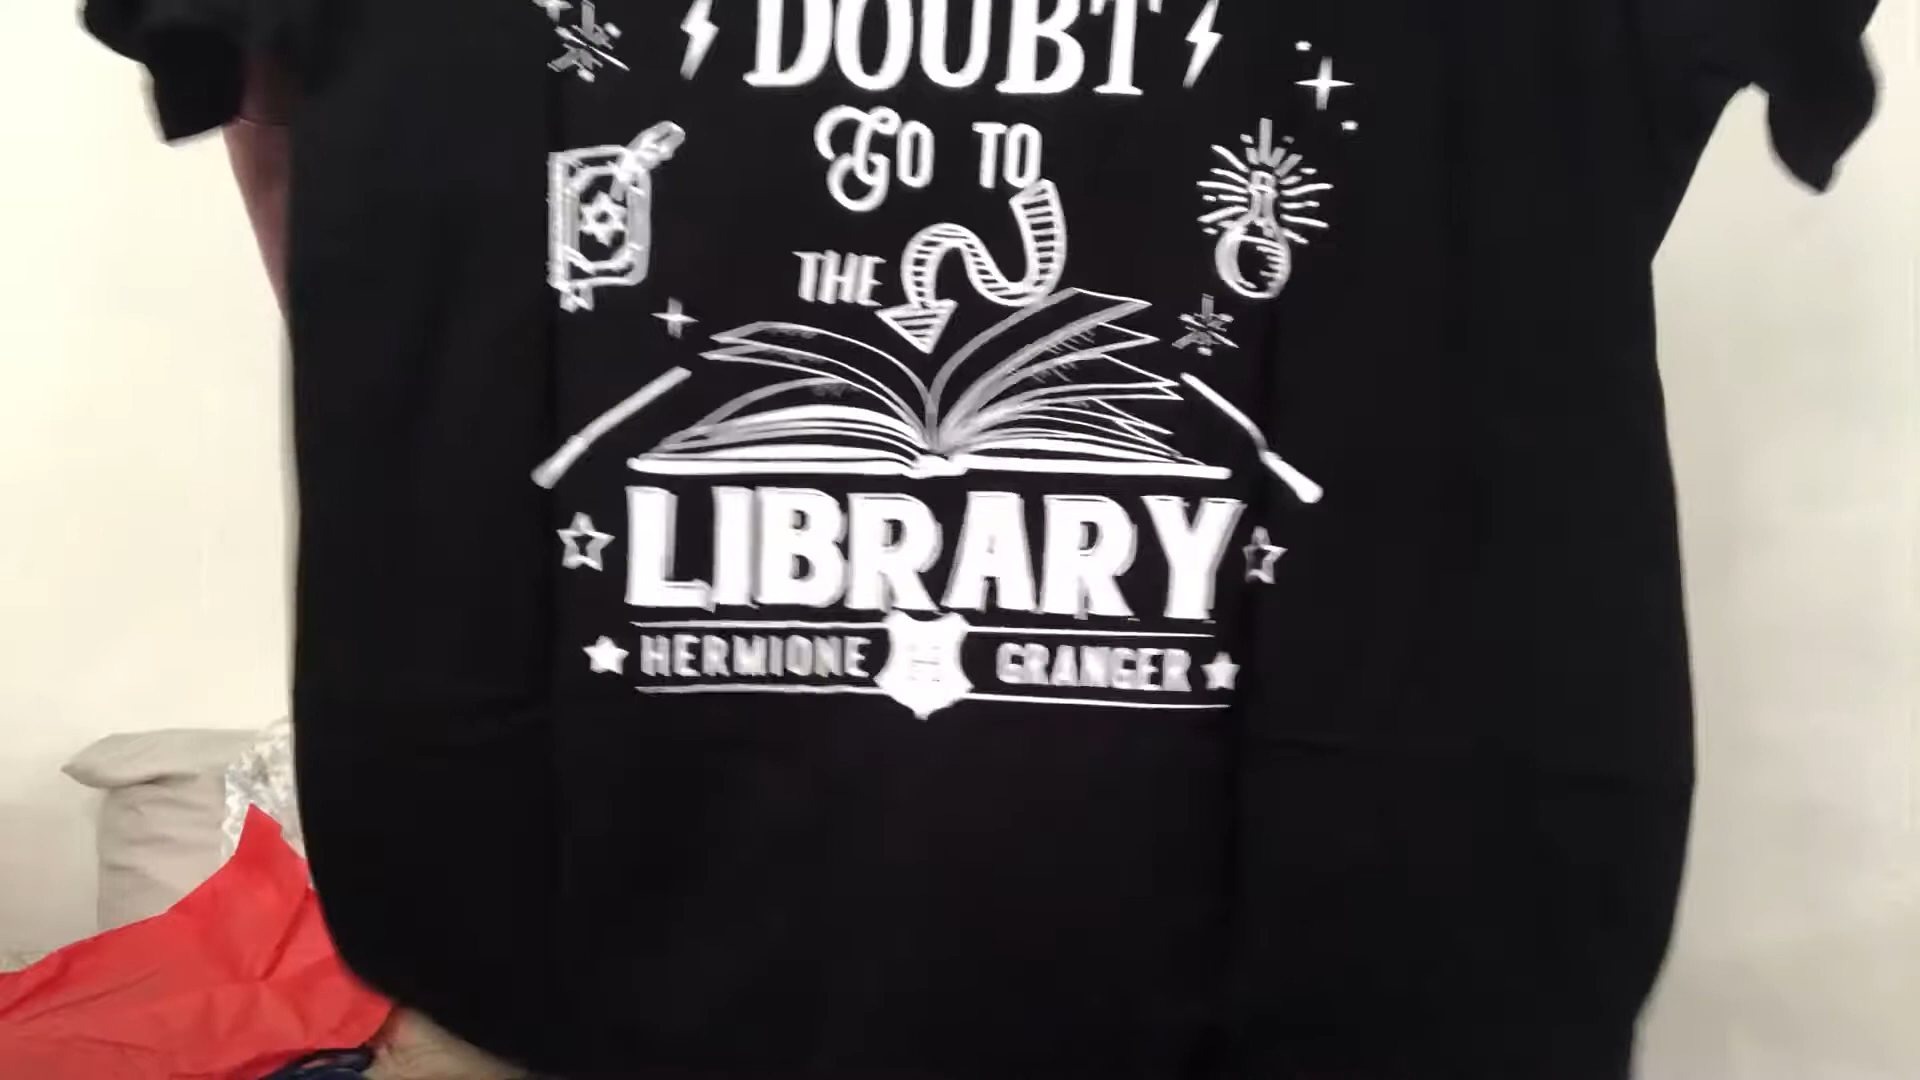 DOUBT
GO TO
THE
LIBRARY
HERMIONE GRANGER